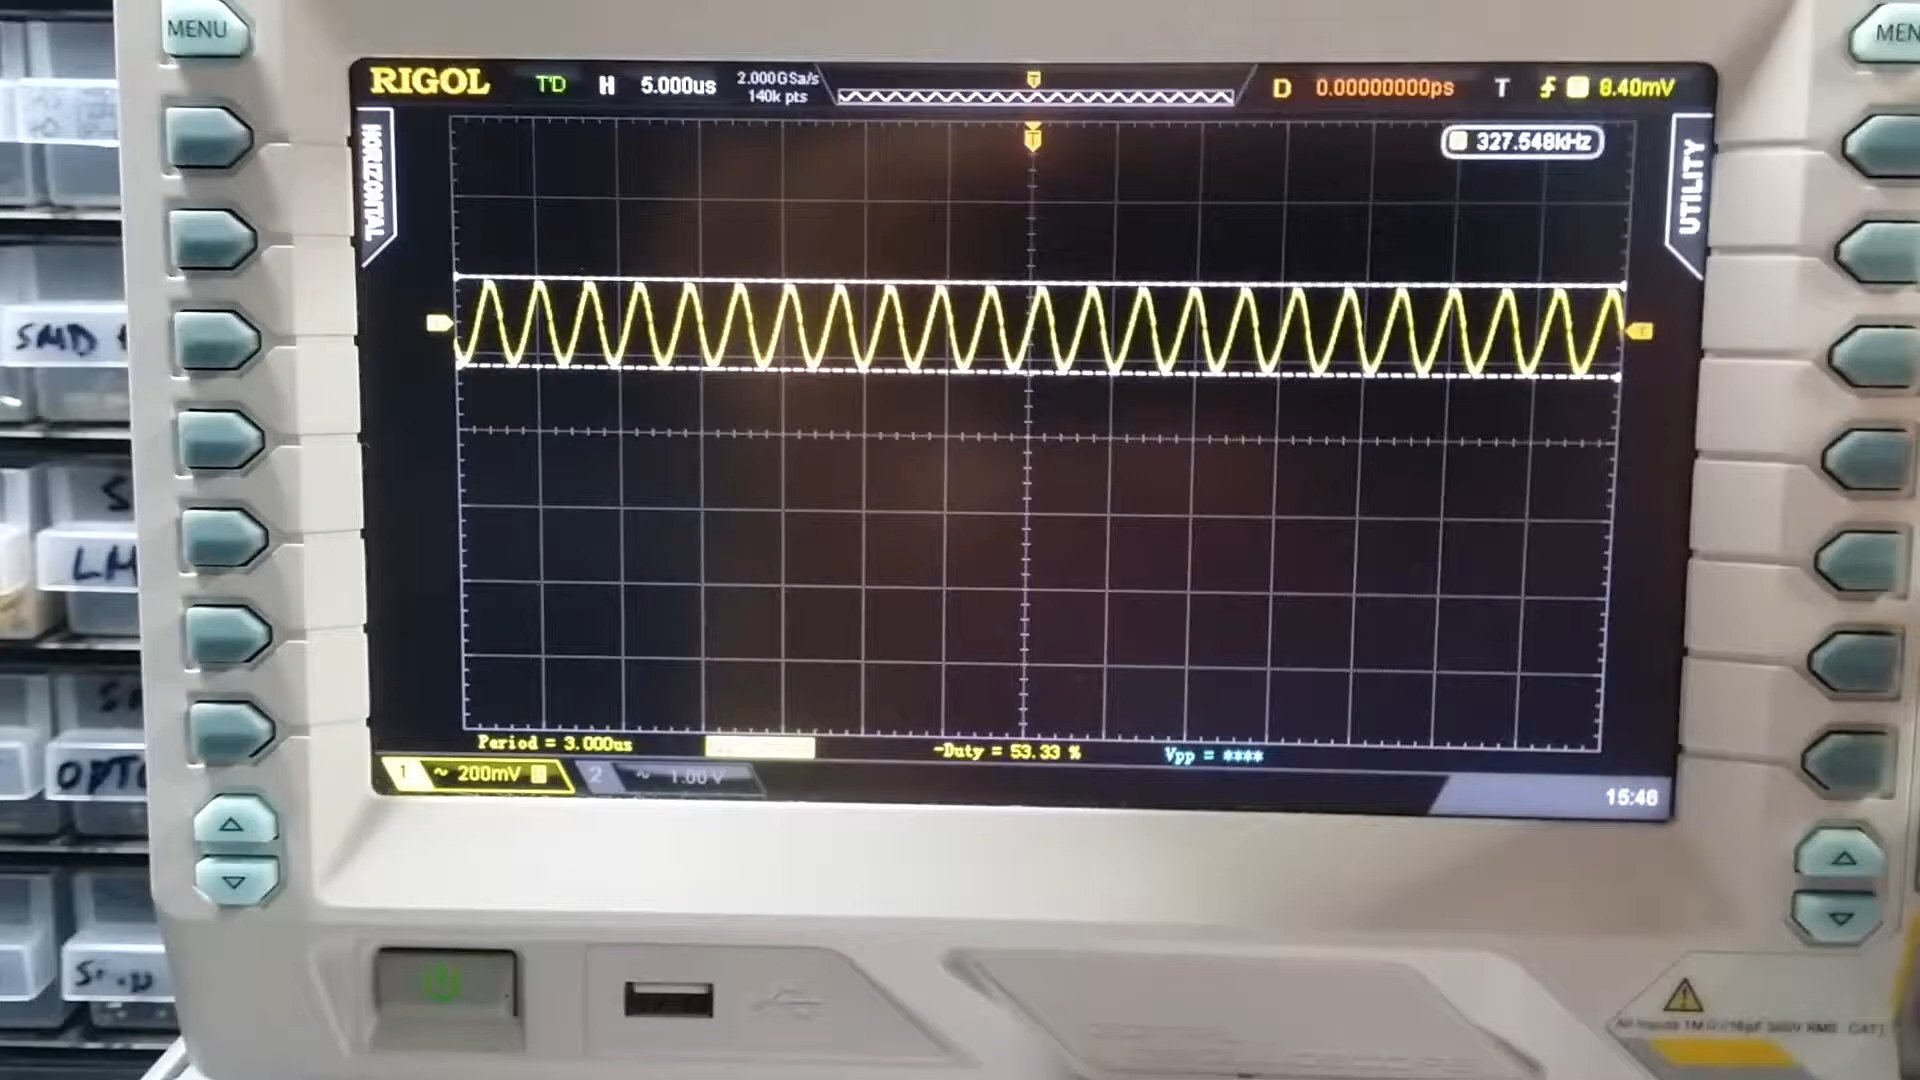 MENU
RIGOL T'D H 5.000us 2.000GSa/s 140k pts D 0.00000000ps T 8.40mV
HORIZONTAL
T
327.548kHz
UTILITY
SMD
LM
OPTO
Period = 3.000us -Duty = 53.33 % Vpp = ****
1 ~ 200mV B 2 ~ 1.00 V
15:46